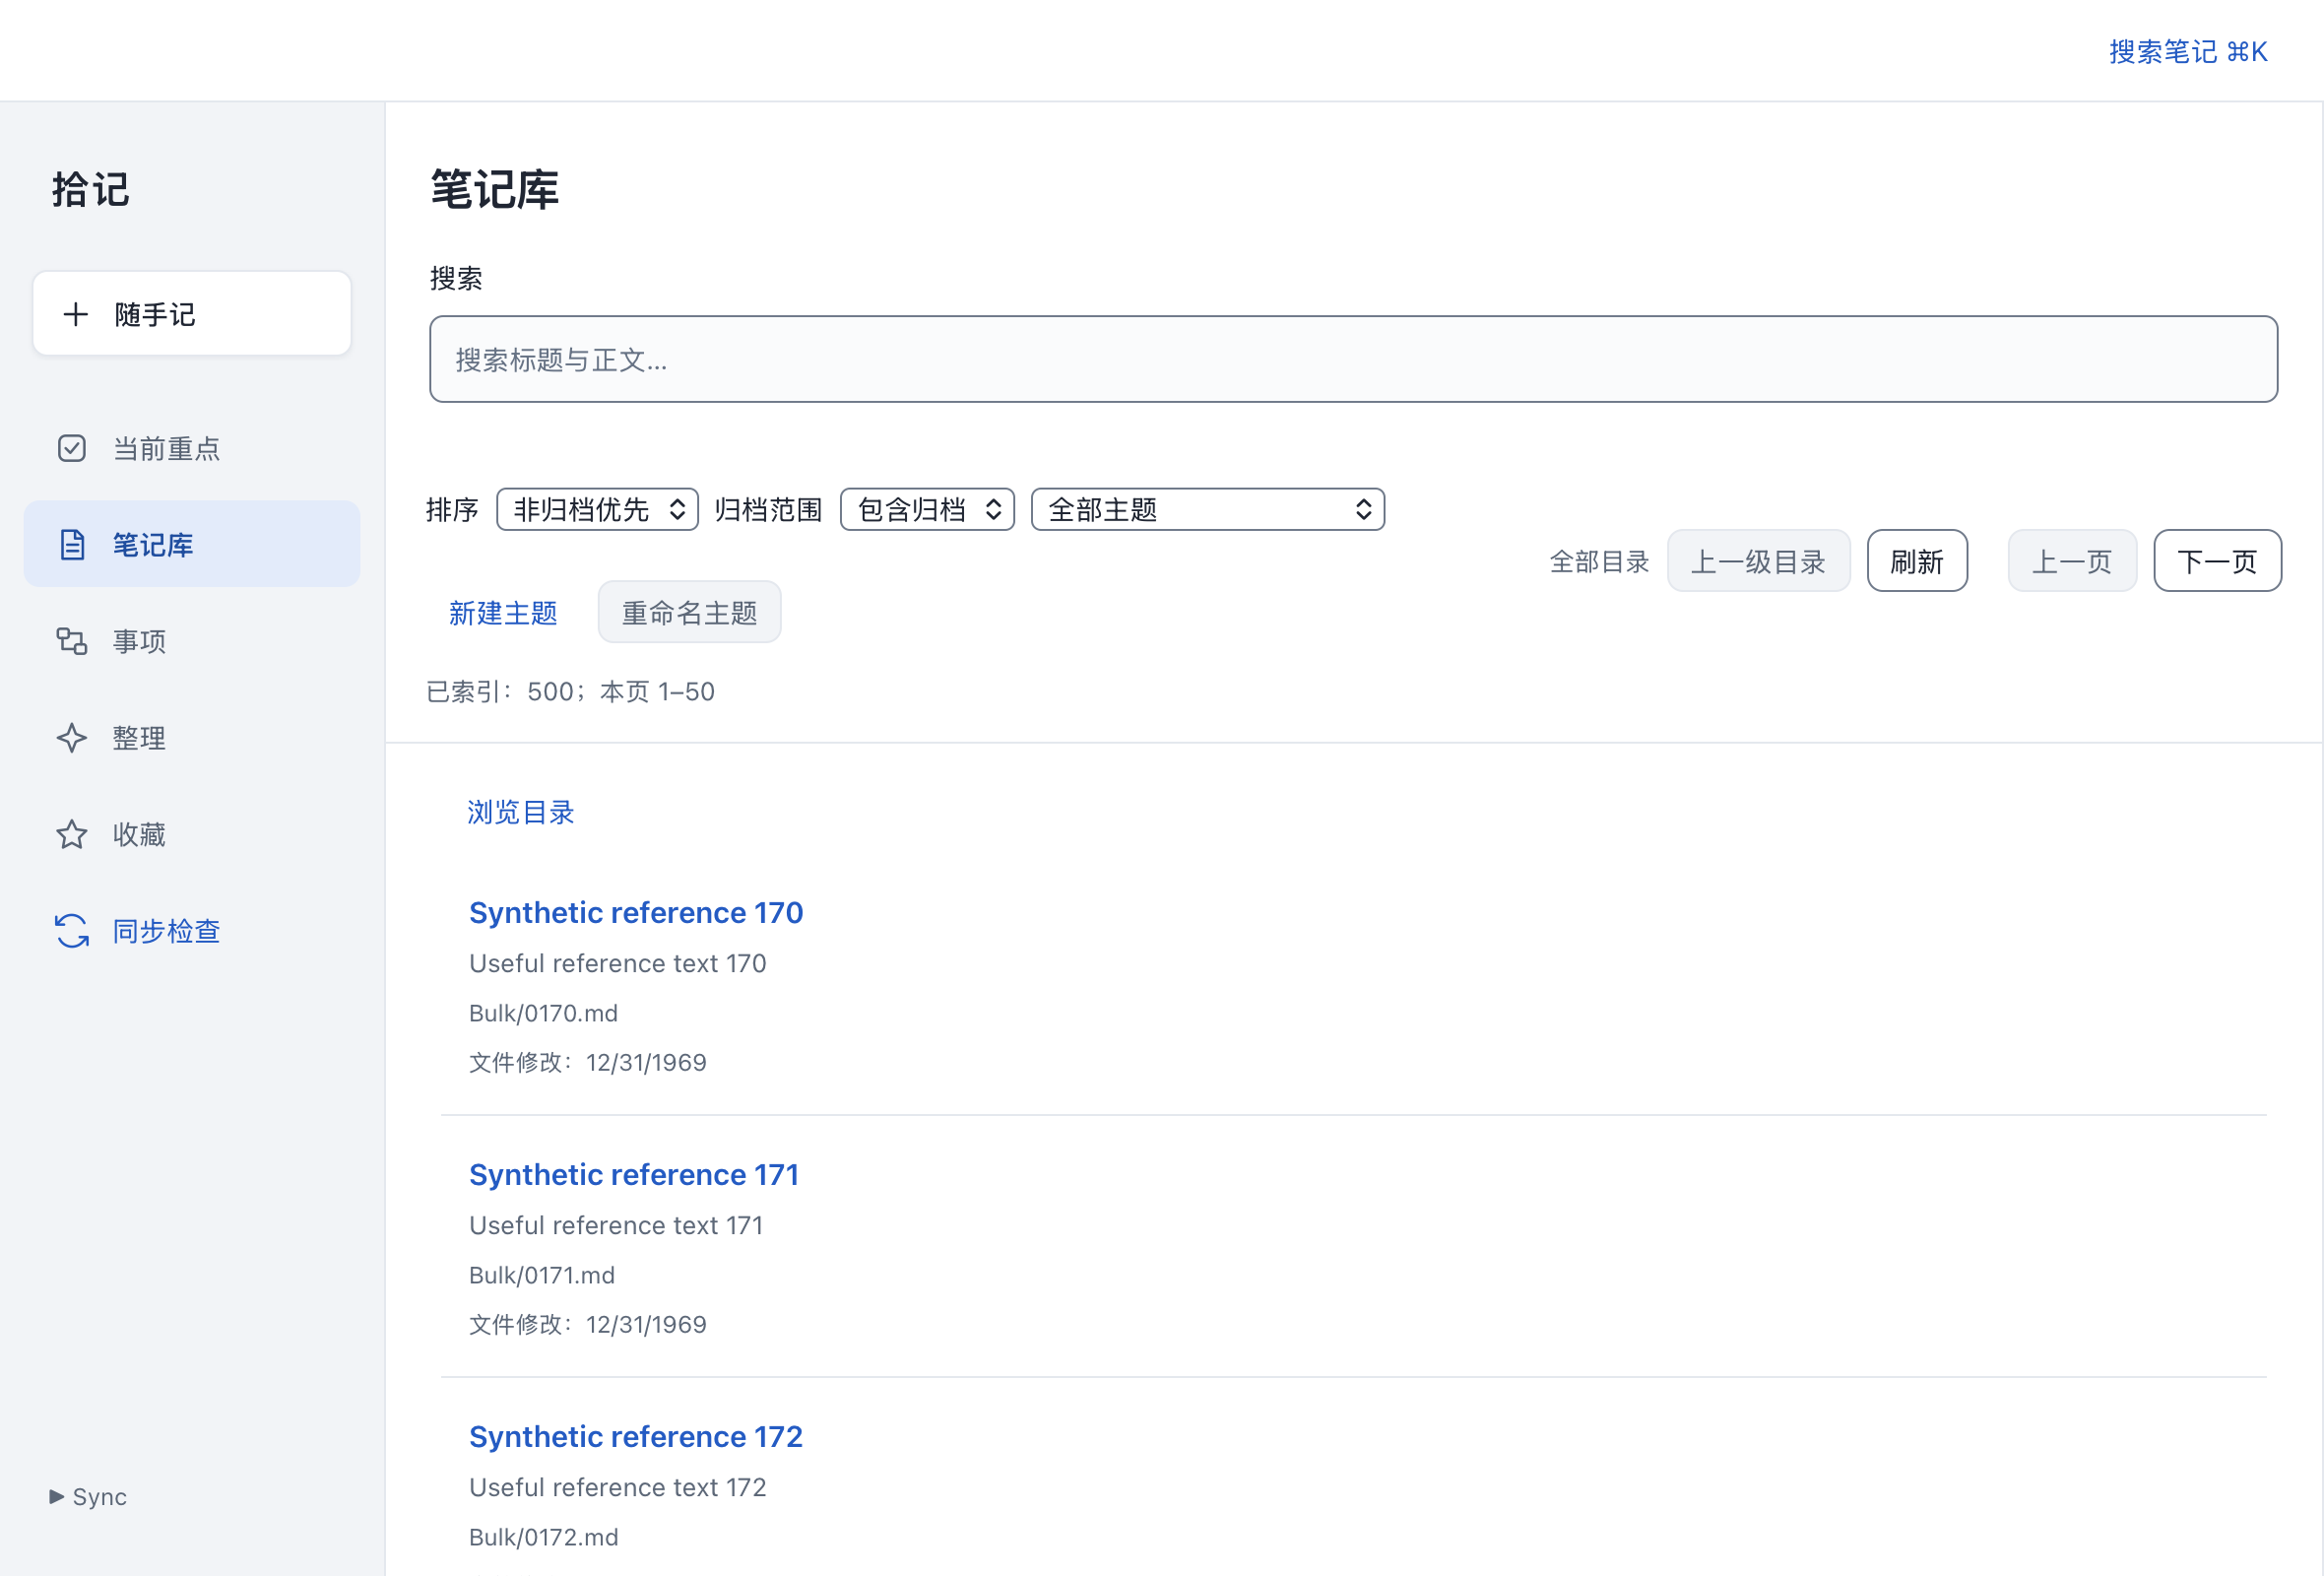 搜索笔记 ⌘K
拾记
随手记
当前重点
笔记库
事项
整理
收藏
同步检查
Sync
笔记库
搜索
搜索标题与正文...
排序 非归档优先 归档范围 包含归档 全部主题
新建主题 重命名主题
全部目录 上一级目录 刷新 上一页 下一页
已索引：500；本页 1–50
浏览目录
Synthetic reference 170
Useful reference text 170
Bulk/0170.md
文件修改：12/31/1969
Synthetic reference 171
Useful reference text 171
Bulk/0171.md
文件修改：12/31/1969
Synthetic reference 172
Useful reference text 172
Bulk/0172.md